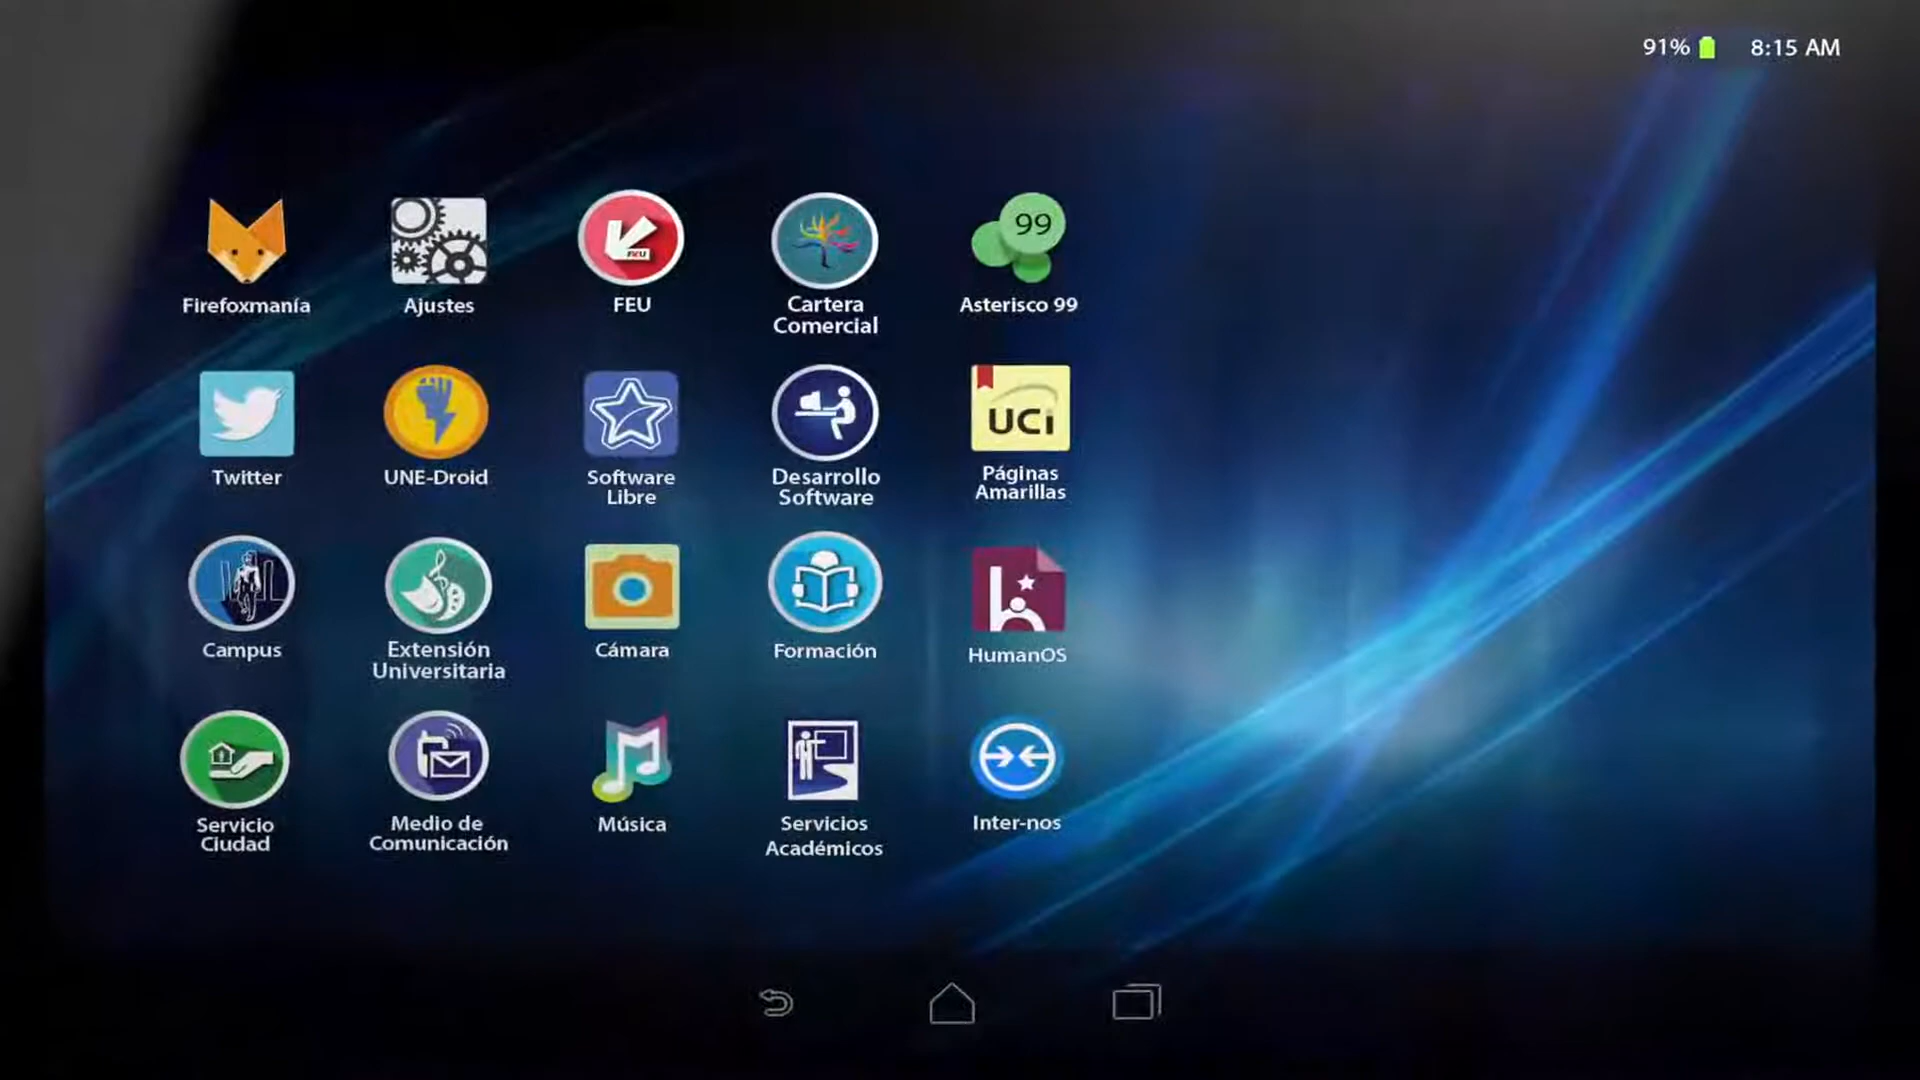 91% 8:15 AM
99
FEU
Firefoxmanía
Ajustes
FEU
Cartera
Comercial
Asterisco 99
UCi
Twitter
UNE-Droid
Software
Libre
Desarrollo
Software
Páginas
Amarillas
Campus
Extensión
Universitaria
Cámara
Formación
HumanOS
Servicio
Ciudad
Medio de
Comunicación
Música
Servicios
Académicos
Inter-nos